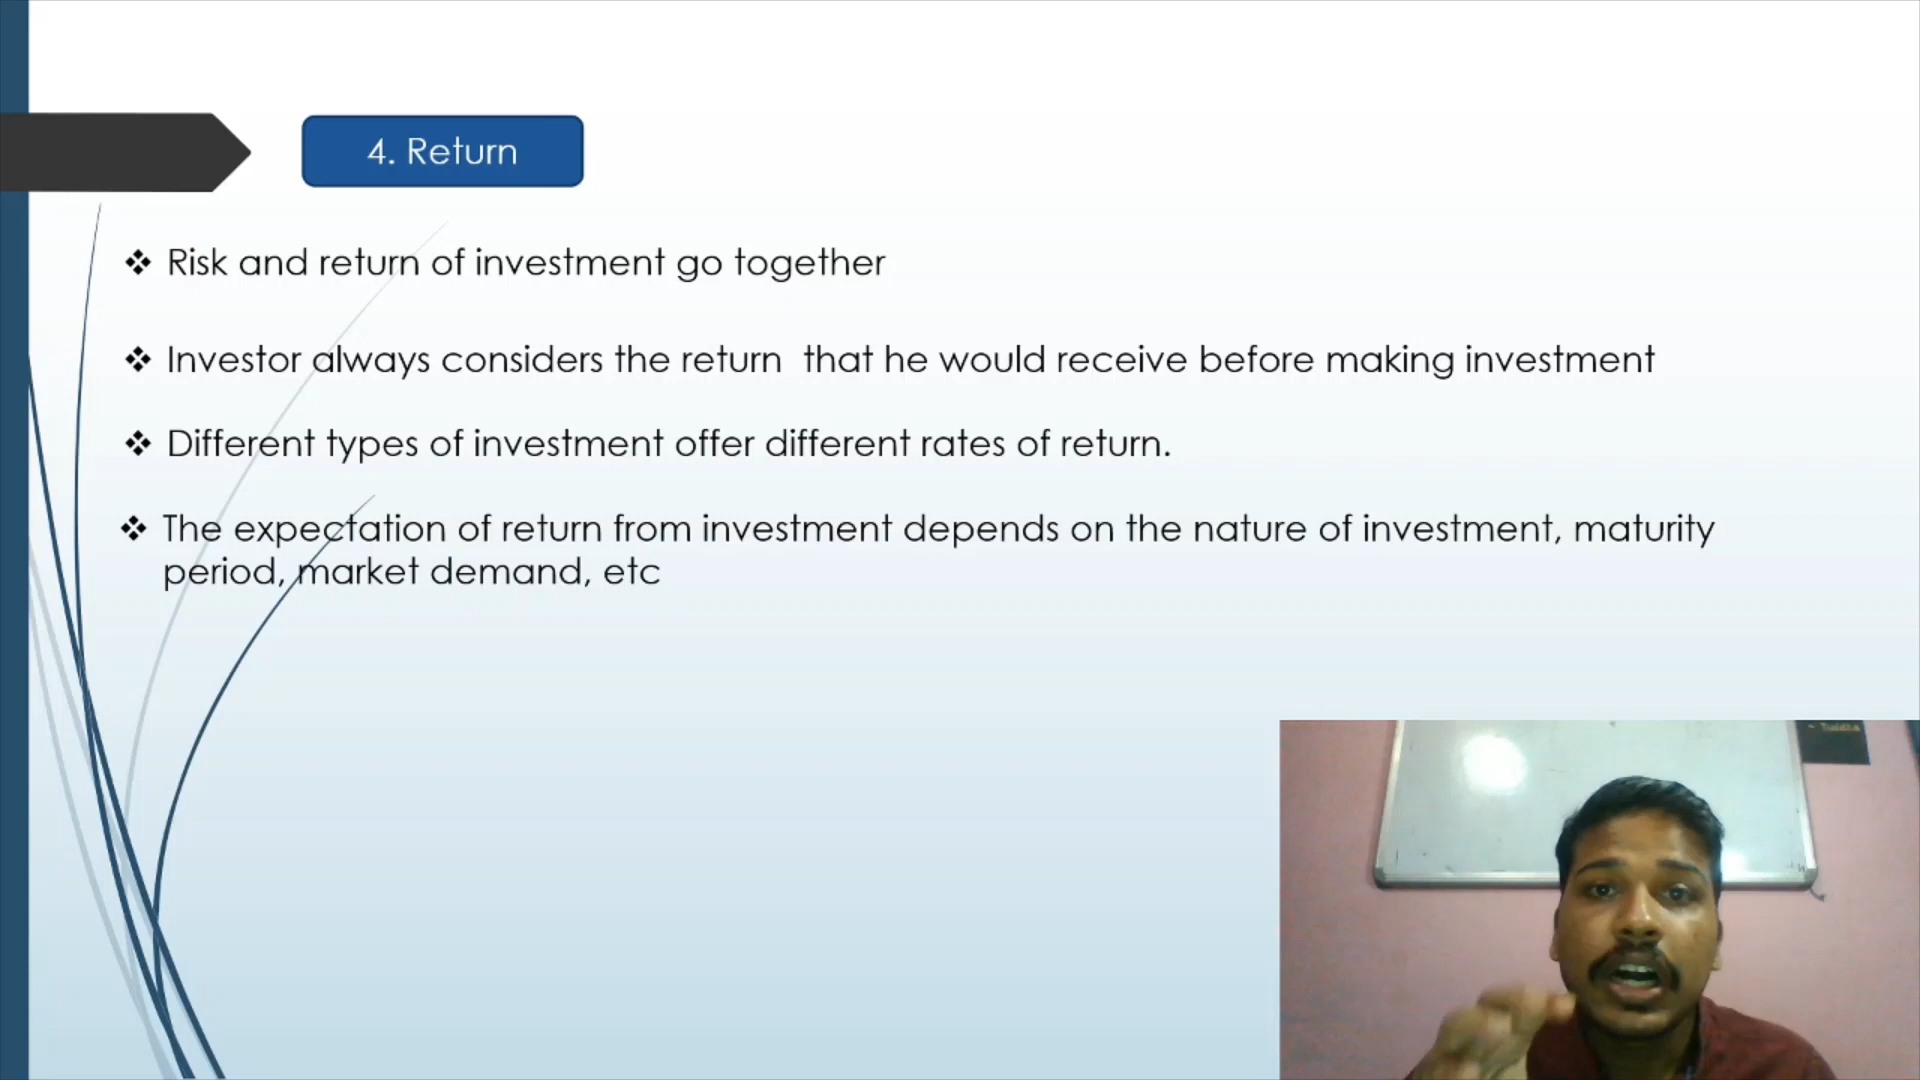 4. Return
❖ Risk and return of investment go together
❖ Investor always considers the return  that he would receive before making investment
❖ Different types of investment offer different rates of return.
❖ The expectation of return from investment depends on the nature of investment, maturity
period, market demand, etc